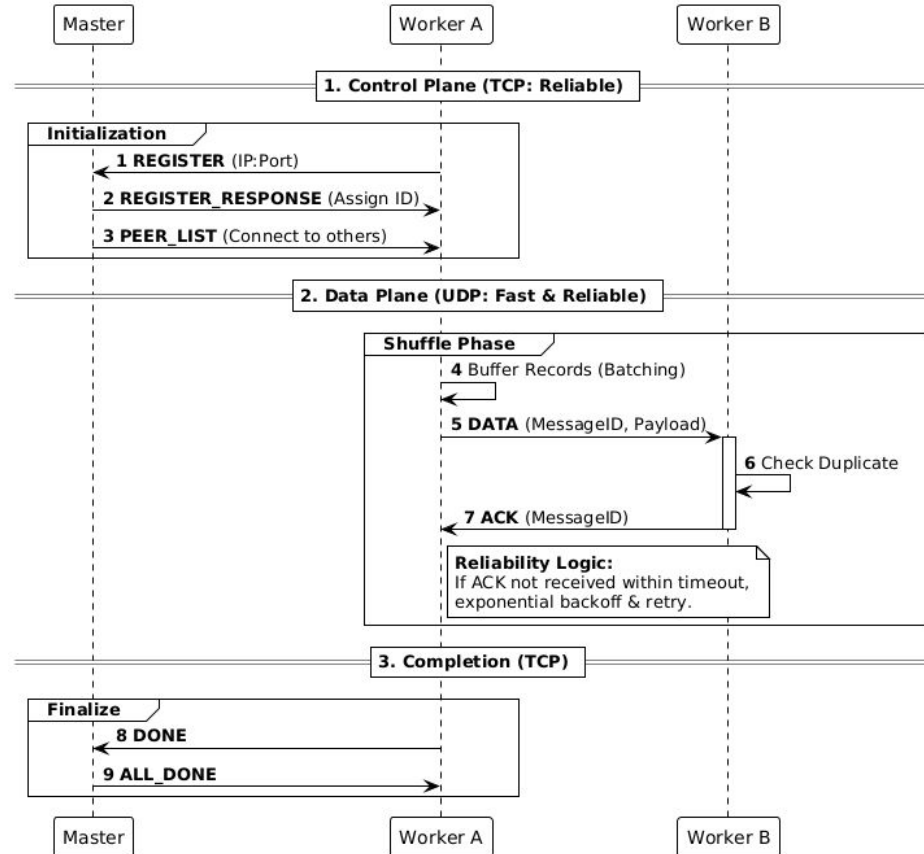 Master
Worker A
Worker B
1. Control Plane (TCP: Reliable)
Initialization
1 REGISTER (IP:Port)
2 REGISTER_RESPONSE (Assign ID)
3 PEER_LIST (Connect to others)
2. Data Plane (UDP: Fast & Reliable)
Shuffle Phase
4 Buffer Records (Batching)
5 DATA (MessageID, Payload)
6 Check Duplicate
7 ACK (MessageID)
Reliability Logic:
If ACK not received within timeout,
exponential backoff & retry.
3. Completion (TCP)
Finalize
8 DONE
9 ALL_DONE
Master
Worker A
Worker B